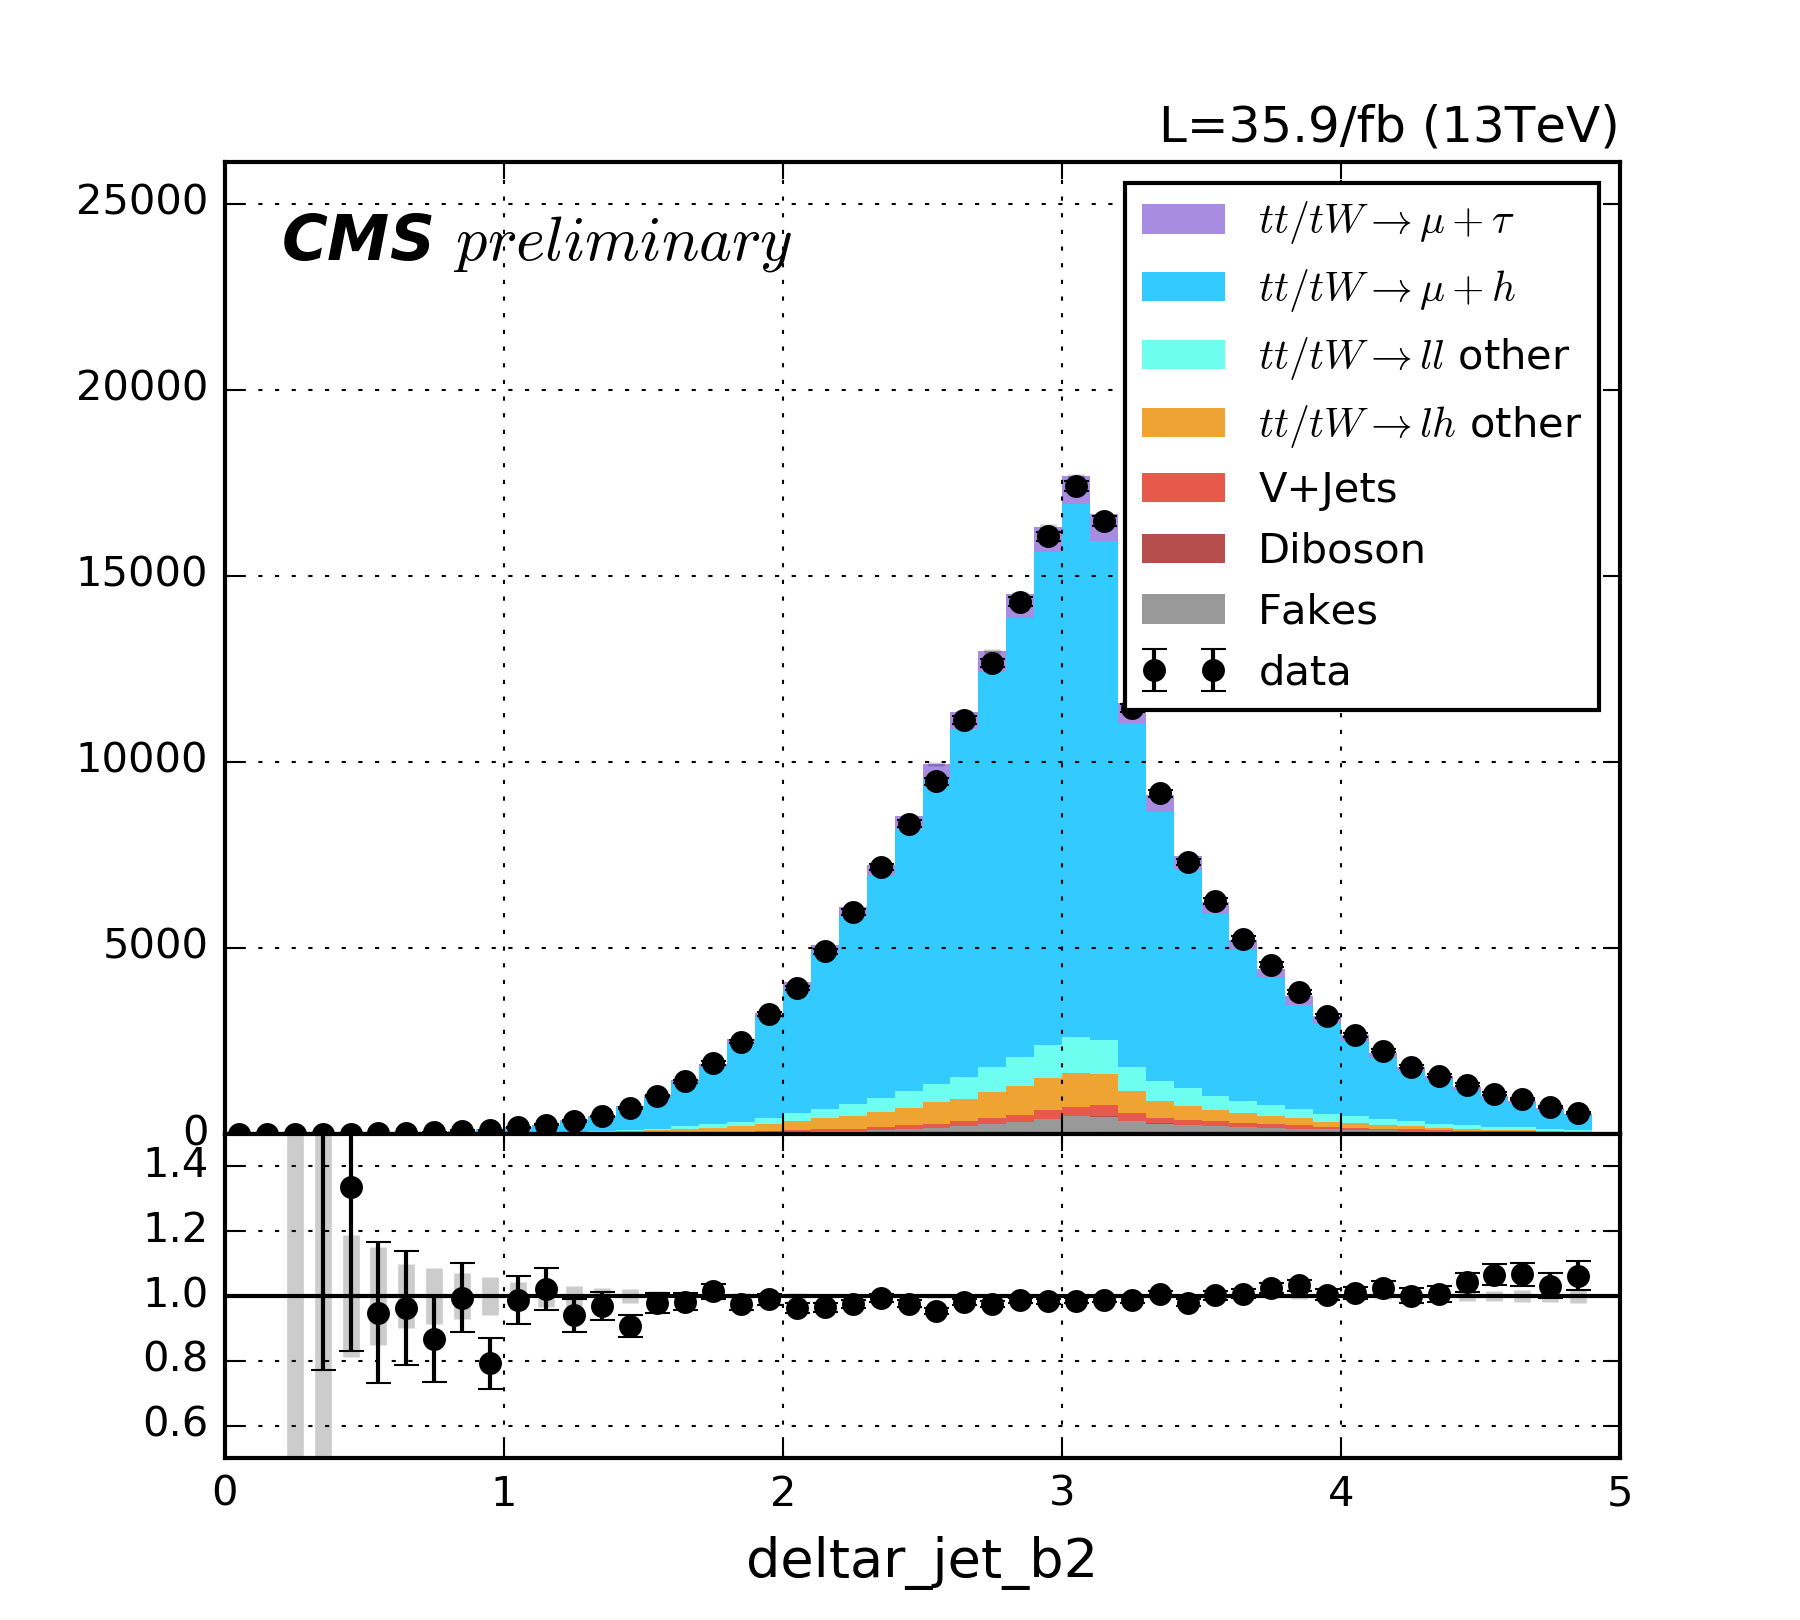 L=35.9/fb (13TeV)
CMS preliminary
25000
20000
15000
10000
5000
0
tt/tW→μ+τ
tt/tW→μ+h
tt/tW→ll other
tt/tW→lh other
V+Jets
Diboson
Fakes
data
1.4
1.2
1.0
0.8
0.6
0 1 2 3 4 5
deltar_jet_b2